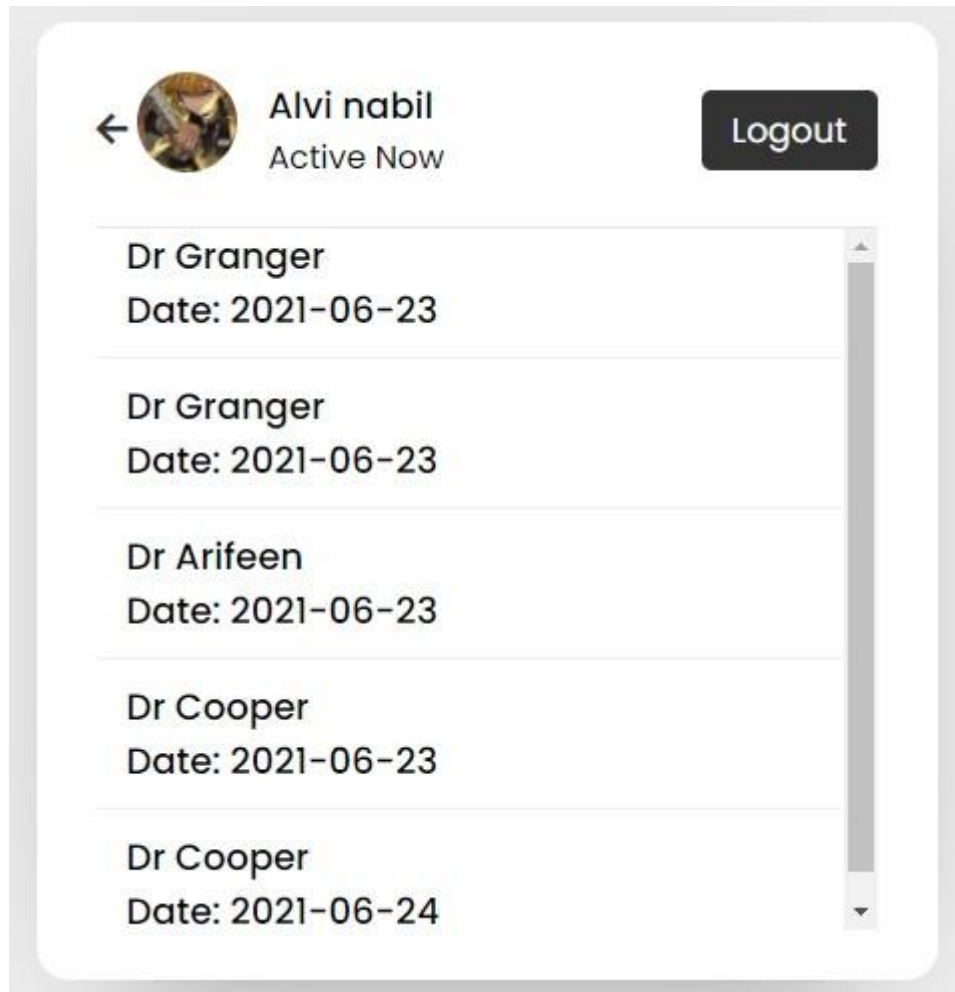 Alvi nabil
Active Now
Logout
Dr Granger
Date: 2021-06-23
Dr Granger
Date: 2021-06-23
Dr Arifeen
Date: 2021-06-23
Dr Cooper
Date: 2021-06-23
Dr Cooper
Date: 2021-06-24